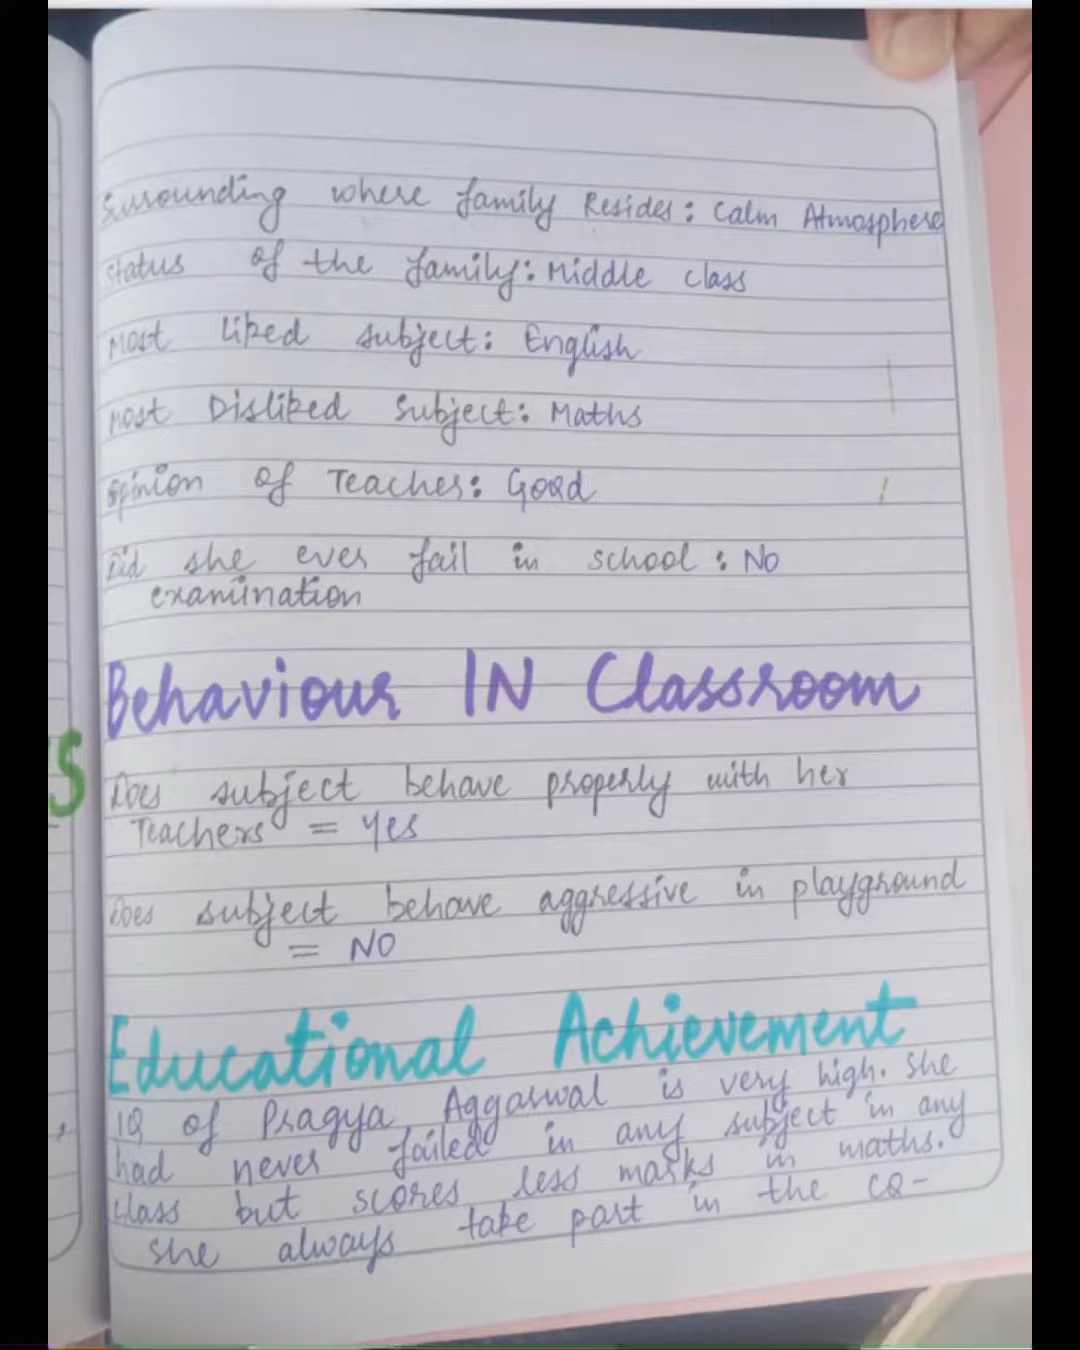 Surrounding where family Resides: Calm Atmosphere
Status of the family: Middle class
Most liked subject: English
Most Disliked Subject: Maths
Opinion of Teacher: Good
Did she ever fail in school : No
examination
Behaviour IN Classroom
Does subject behave properly with her
Teachers = Yes
Does subject behave aggressive in playground
= NO
Educational Achievement
IQ of Pragya Aggarwal is very high. She
had never failed in any subject in any
class but scores less marks in maths.
She always take part in the co-
S